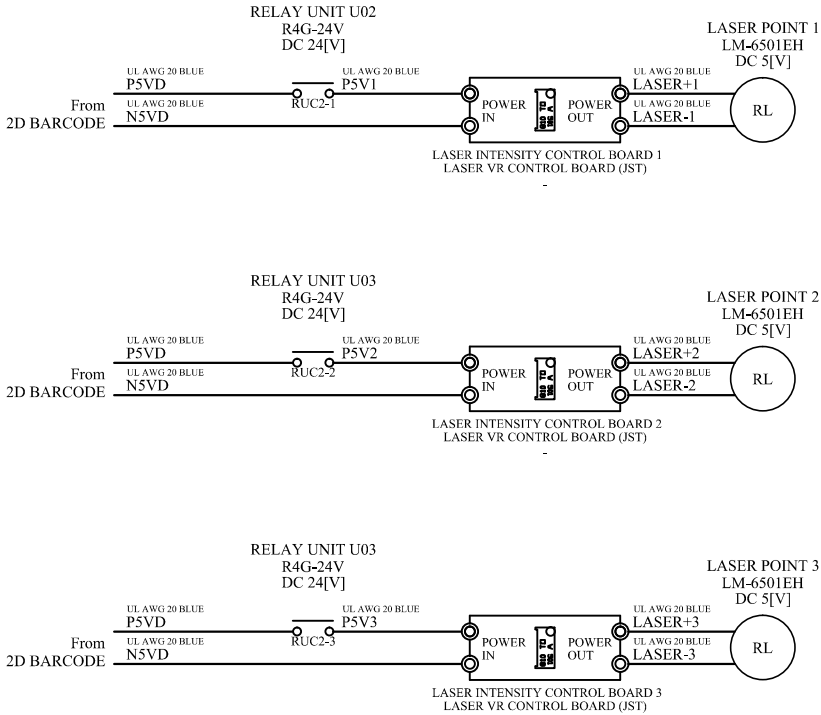 RELAY UNIT U02
R4G-24V
DC 24[V]
LASER POINT 1
LM-6501EH
DC 5[V]
UL AWG 20 BLUE
P5VD
UL AWG 20 BLUE
P5V1
UL AWG 20 BLUE
LASER+1
RUC2-1
From
2D BARCODE
UL AWG 20 BLUE
N5VD
POWER
IN
POWER
OUT
UL AWG 20 BLUE
LASER-1
RL
LASER INTENSITY CONTROL BOARD 1
LASER VR CONTROL BOARD (JST)
-
RELAY UNIT U03
R4G-24V
DC 24[V]
LASER POINT 2
LM-6501EH
DC 5[V]
UL AWG 20 BLUE
P5VD
UL AWG 20 BLUE
P5V2
UL AWG 20 BLUE
LASER+2
RUC2-2
From
2D BARCODE
UL AWG 20 BLUE
N5VD
POWER
IN
POWER
OUT
UL AWG 20 BLUE
LASER-2
RL
LASER INTENSITY CONTROL BOARD 2
LASER VR CONTROL BOARD (JST)
-
RELAY UNIT U03
R4G-24V
DC 24[V]
LASER POINT 3
LM-6501EH
DC 5[V]
UL AWG 20 BLUE
P5VD
UL AWG 20 BLUE
P5V3
UL AWG 20 BLUE
LASER+3
RUC2-3
From
2D BARCODE
UL AWG 20 BLUE
N5VD
POWER
IN
POWER
OUT
UL AWG 20 BLUE
LASER-3
RL
LASER INTENSITY CONTROL BOARD 3
LASER VR CONTROL BOARD (JST)